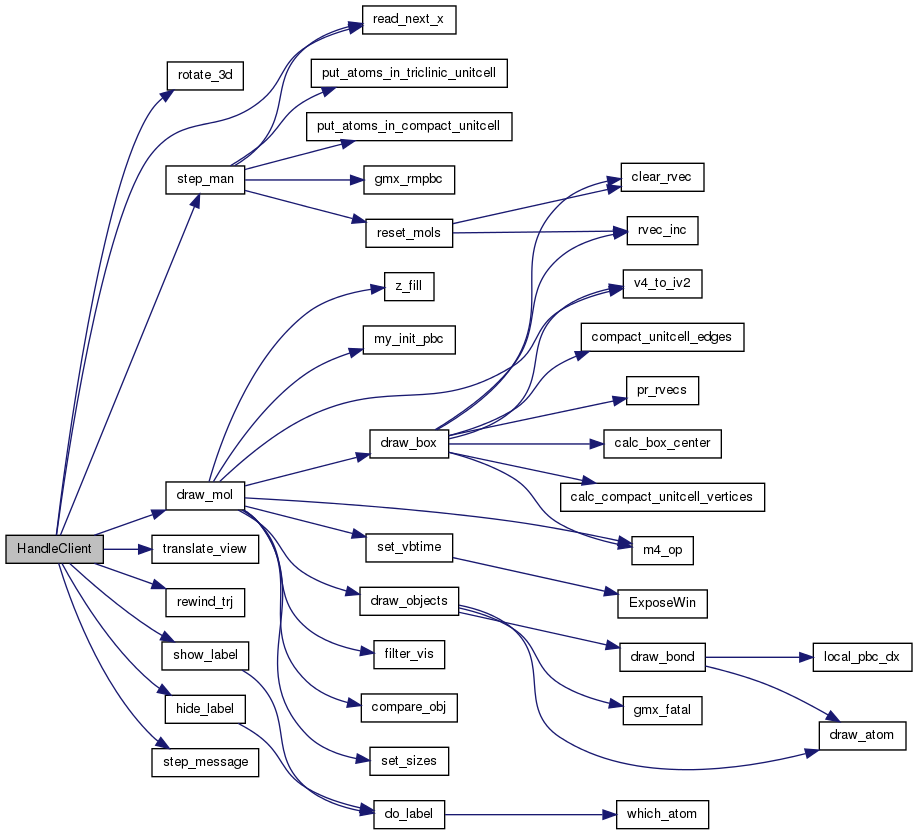 read_next_x
rotate_3d
put_atoms_in_triclinic_unitcell
put_atoms_in_compact_unitcell
step_man
gmx_rmpbc
clear_rvec
reset_mols
rvec_inc
z_fill
v4_to_iv2
my_init_pbc
compact_unitcell_edges
pr_rvecs
draw_box
calc_box_center
draw_mol
calc_compact_unitcell_vertices
HandleClient
translate_view
set_vbtime
m4_op
rewind_trj
draw_objects
ExposeWin
show_label
filter_vis
draw_bond
local_pbc_dx
hide_label
compare_obj
gmx_fatal
draw_atom
step_message
set_sizes
do_label
which_atom